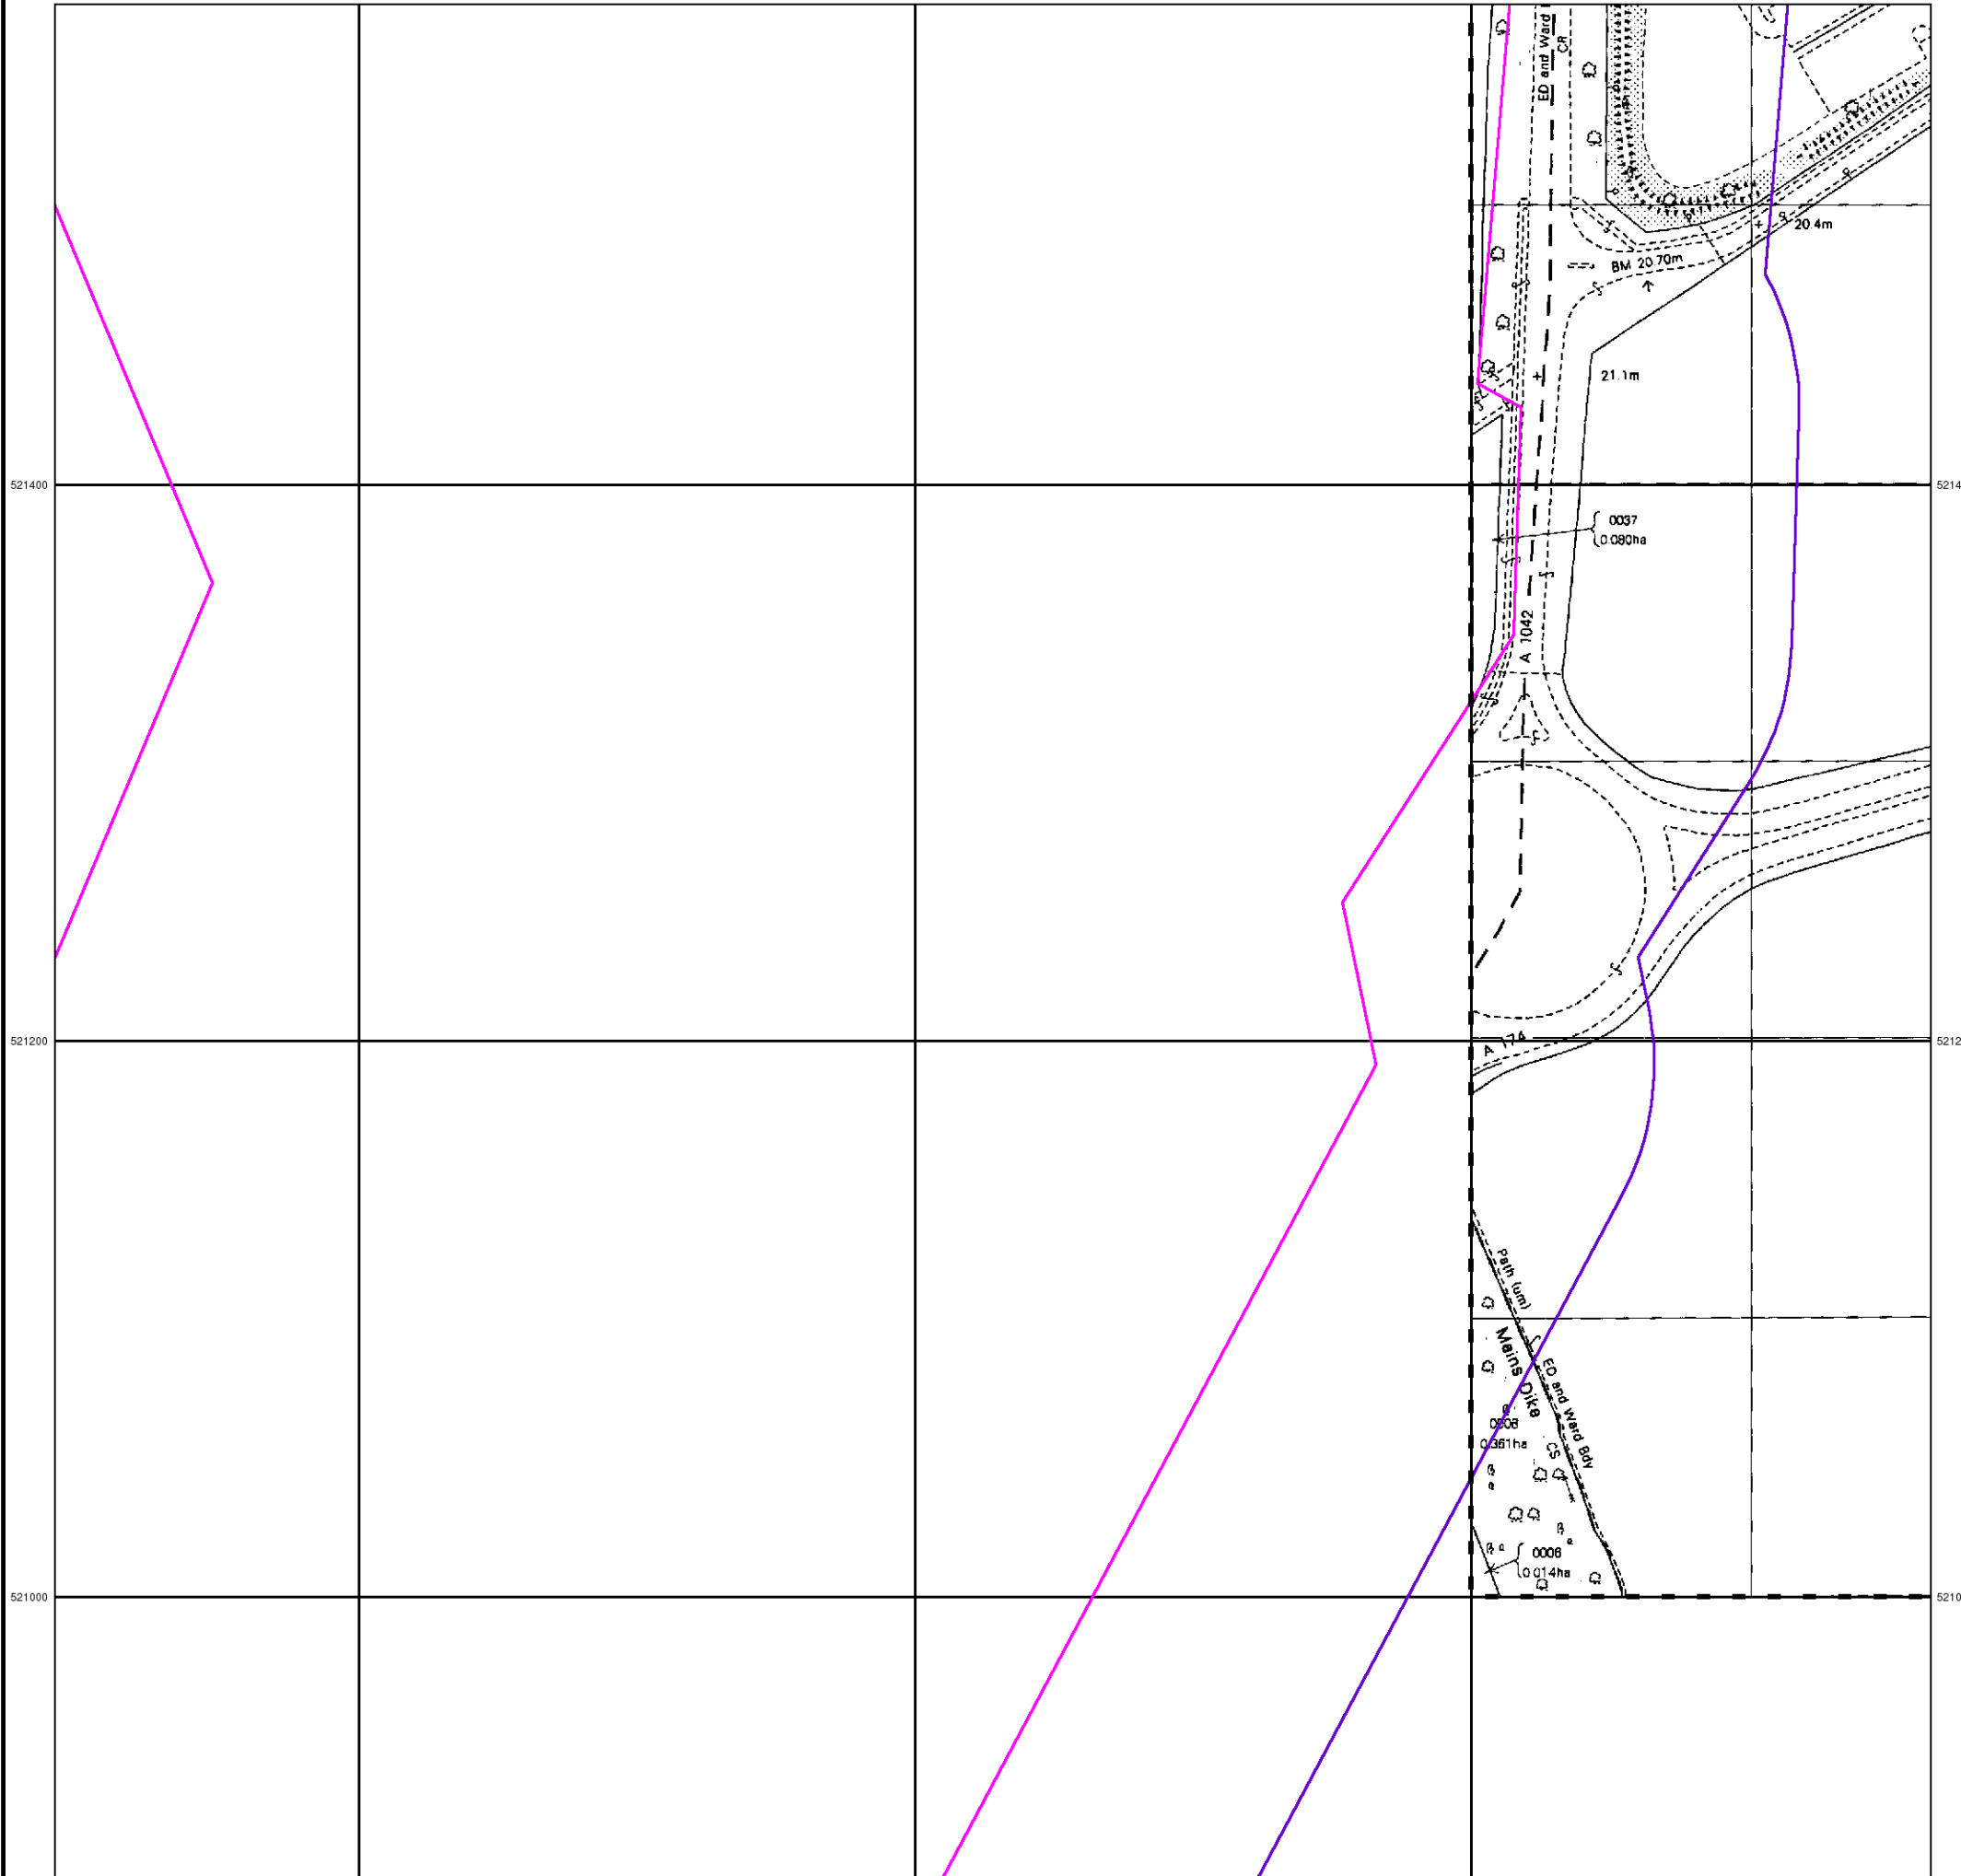 ED and Ward
CR
20.4m
BM 20.70m
21.1m
521400
5214
0037
0.080ha
A 1042
521200
5212
A 174
Path (um)
Mains Dike
ED and Ward Bdy
CS
0.361ha
0006
0.014ha
521000
5210